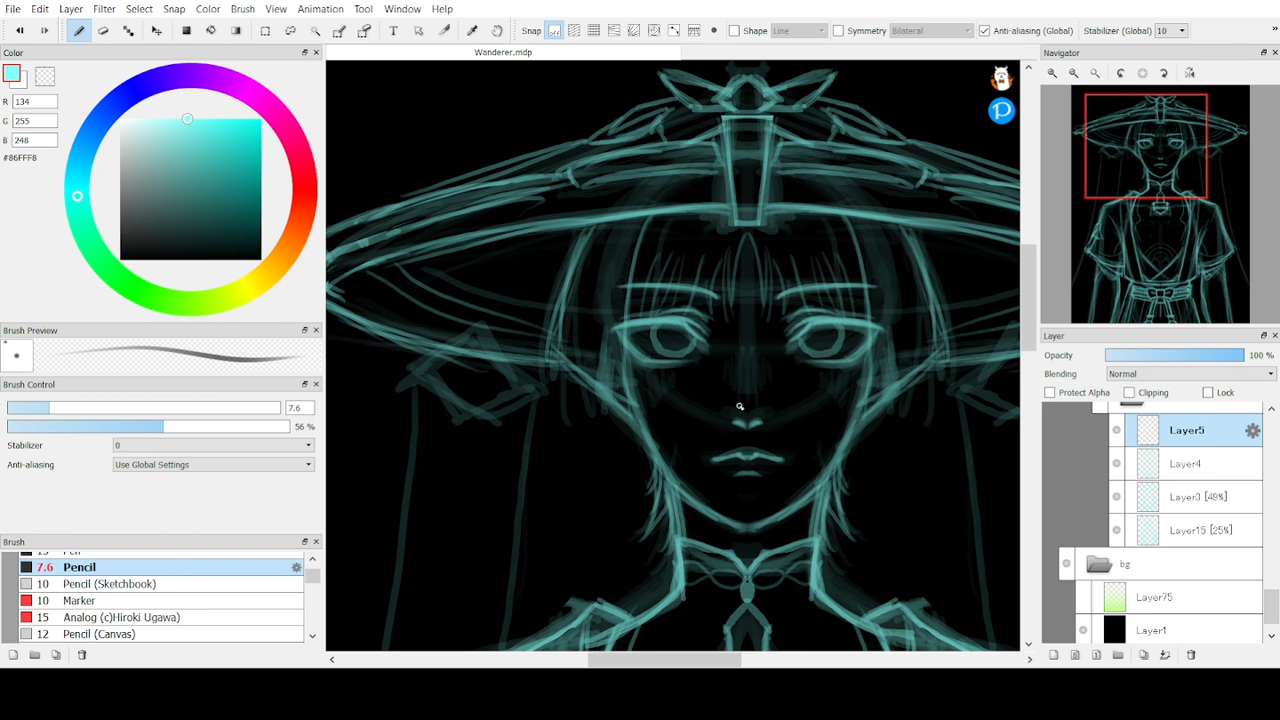 File Edit Layer Filter Select Snap Color Brush View Animation Tool Window Help
Snap Shape Line Symmetry Bilateral Anti-aliasing (Global) Stabilizer (Global) 10 »
Color
Wanderer.mdp
Navigator
R 134
G 255
B 248
#86FFF8
Brush Preview
Brush Control
7.6
56 %
Stabilizer 0
Anti-aliasing Use Global Settings
Brush
15 Pen
7.6 Pencil
10 Pencil (Sketchbook)
10 Marker
15 Analog (c)Hiroki Ugawa)
12 Pencil (Canvas)
Layer
Opacity 100 %
Blending Normal
Protect Alpha Clipping Lock
Layer5
Layer4
Layer3 [49%]
Layer15 [25%]
bg
Layer75
Layer1